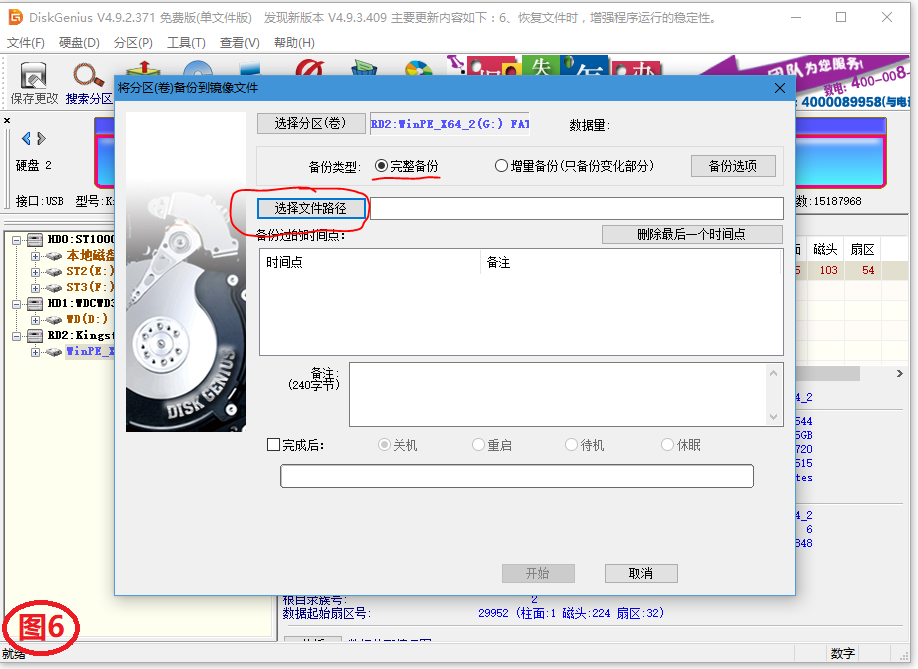 DiskGenius V4.9.2.371 免费版(单文件版) 发现新版本 V4.9.3.409 主要更新内容如下：6、恢复文件时，增强程序运行的稳定性。
文件(F) 硬盘(D) 分区(P) 工具(T) 查看(V) 帮助(H)
保存更改 搜索分区
团队为您服务!
致电: 400-008-
4000089958(与电
将分区(卷)备份到镜像文件
选择分区(卷) RD2:WinPE_X64_2(G:) FAT 数据量:
备份类型: 完整备份 增量备份(只备份变化部分) 备份选项
选择文件路径
备份过的时间点: 删除最后一个时间点
时间点 备注
备注:
(240字节)
DISK GENIUS
完成后: 关机 重启 待机 休眠
开始 取消
硬盘 2
接口:USB 型号:K
数:15187968
HD0:ST1000
本地磁盘
ST2(E:)
ST3(F:)
HD1:WDCWD3
WD(D:)
RD2:Kingst
WinPE_X
面 磁头 扇区
5 103 54
4_2
544
5GB
720
515
tes
4_2
6
848
根目录簇号: 2
数据起始扇区号: 29952 (柱面:1 磁头:224 扇区:32)
图6
就绪 数字